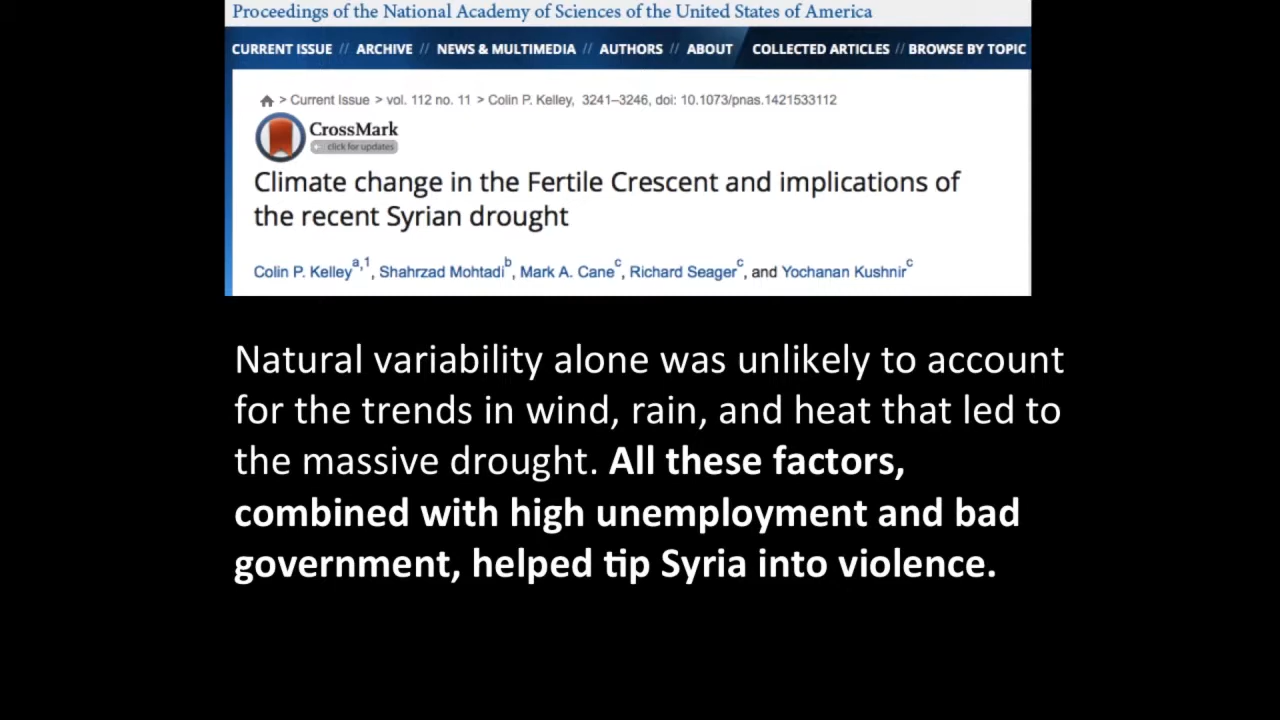 Proceedings of the National Academy of Sciences of the United States of America
CURRENT ISSUE // ARCHIVE // NEWS & MULTIMEDIA // AUTHORS // ABOUT COLLECTED ARTICLES // BROWSE BY TOPIC
> Current Issue > vol. 112 no. 11 > Colin P. Kelley, 3241–3246, doi: 10.1073/pnas.1421533112
CrossMark
click for updates
Climate change in the Fertile Crescent and implications of
the recent Syrian drought
Colin P. Kelley^a,1, Shahrzad Mohtadi^b, Mark A. Cane^c, Richard Seager^c, and Yochanan Kushnir^c
Natural variability alone was unlikely to account
for the trends in wind, rain, and heat that led to
the massive drought. All these factors,
combined with high unemployment and bad
government, helped tip Syria into violence.